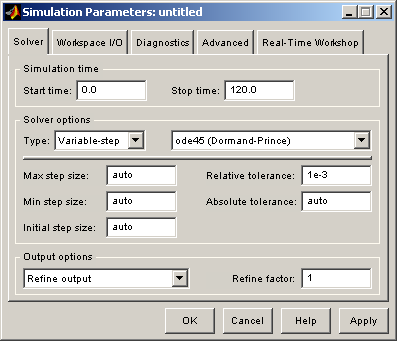 Simulation Parameters: untitled
Solver Workspace I/O Diagnostics Advanced Real-Time Workshop
Simulation time
Start time: 0.0 Stop time: 120.0
Solver options
Type: Variable-step ode45 (Dormand-Prince)
Max step size: auto Relative tolerance: 1e-3
Min step size: auto Absolute tolerance: auto
Initial step size: auto
Output options
Refine output Refine factor: 1
OK Cancel Help Apply